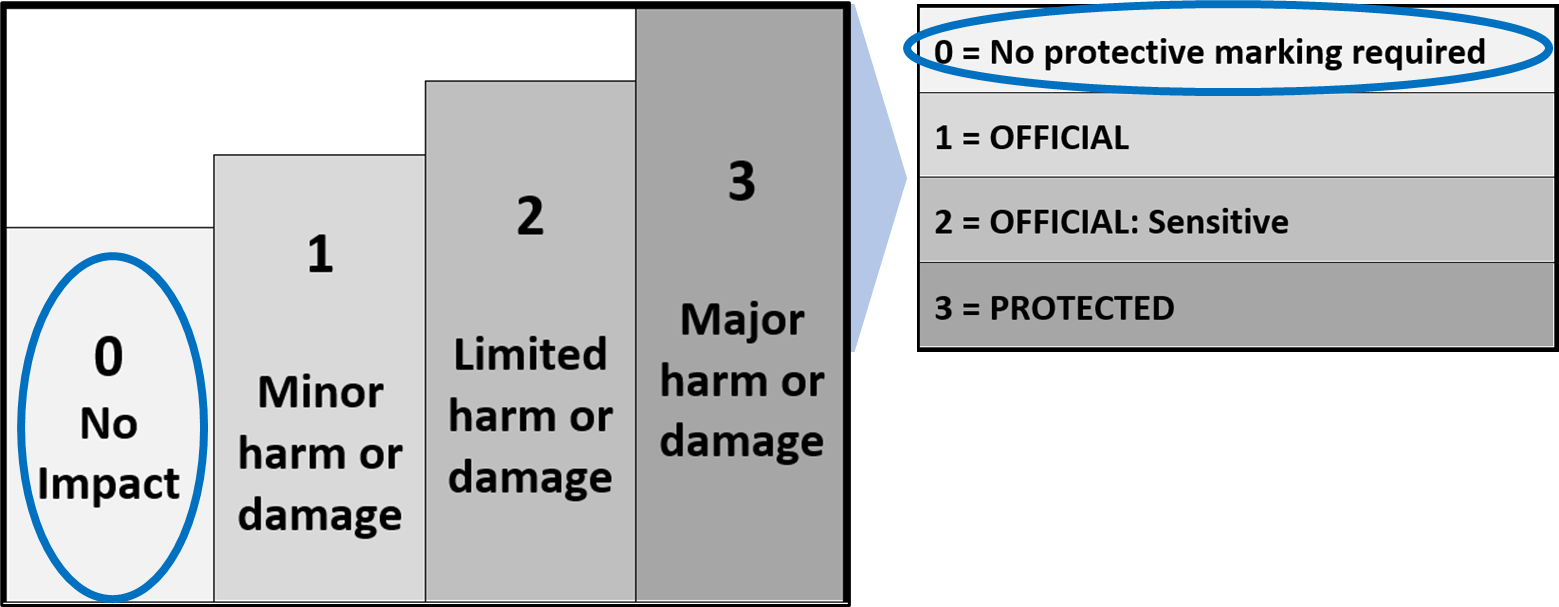 0
No
Impact
1
Minor
harm or
damage
2
Limited
harm or
damage
3
Major
harm or
damage
0 = No protective marking required
1 = OFFICIAL
2 = OFFICIAL: Sensitive
3 = PROTECTED